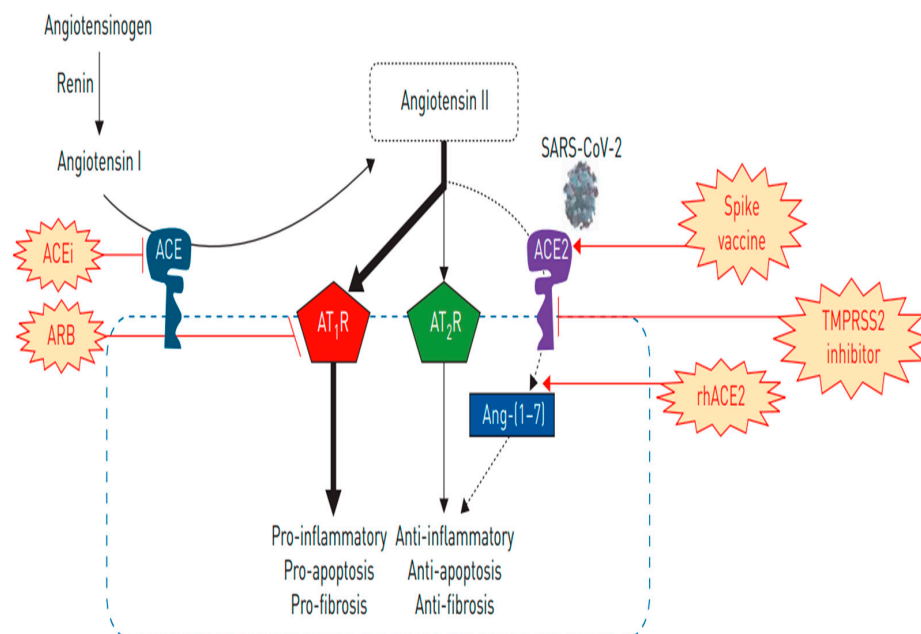 Angiotensinogen
Renin
Angiotensin I
Angiotensin II
SARS-CoV-2
ACEi
ACE
ACE2
Spike
vaccine
ARB
AT₁R
AT₂R
TMPRSS2
inhibitor
rhACE2
Ang-(1–7)
Pro-inflammatory
Pro-apoptosis
Pro-fibrosis
Anti-inflammatory
Anti-apoptosis
Anti-fibrosis